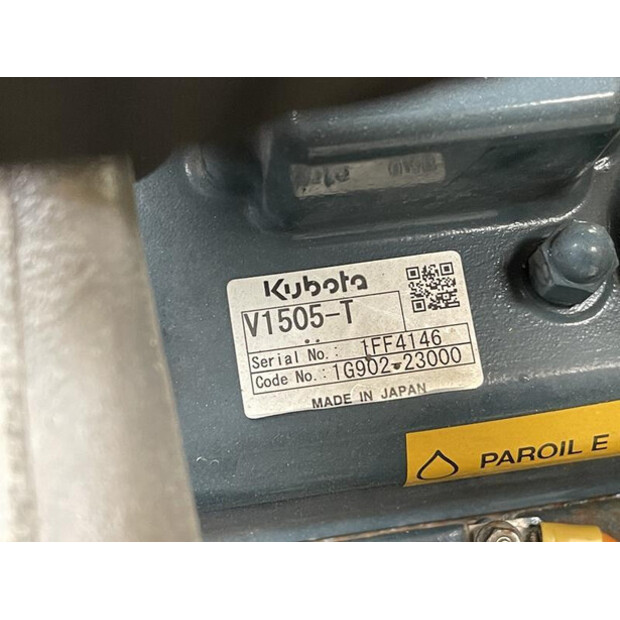 Kubota
V1505-T
Serial No.: 1FF4146
Code No.: 1G902-23000
MADE IN JAPAN
PAROIL E